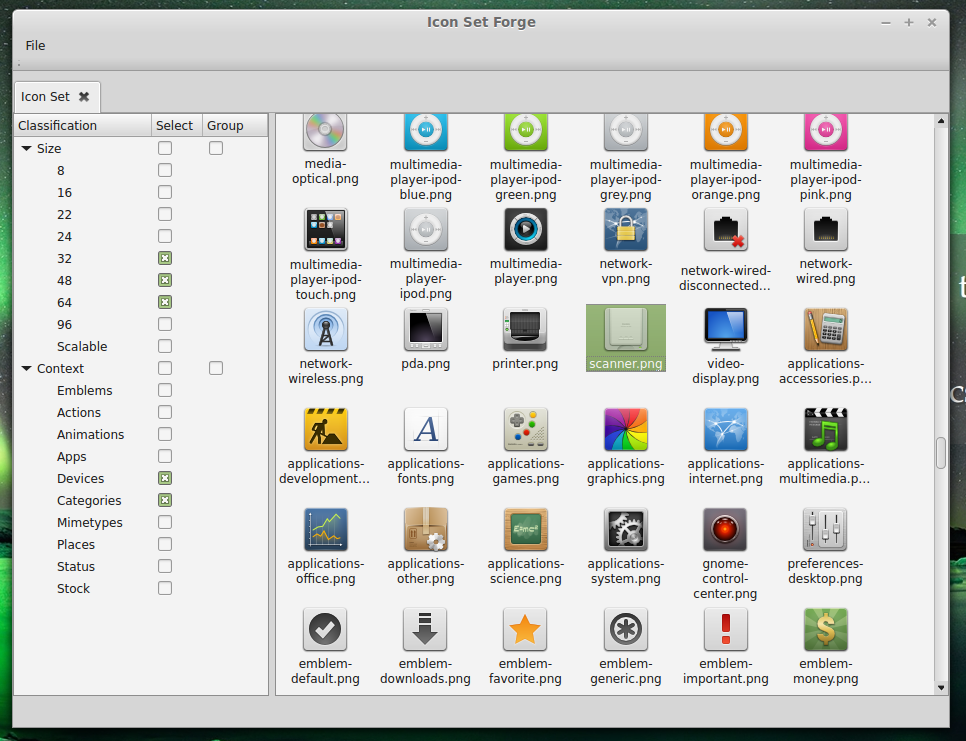 Icon Set Forge
File
Icon Set
Classification Select Group
Size
8
16
22
24
32
48
64
96
Scalable
Context
Emblems
Actions
Animations
Apps
Devices
Categories
Mimetypes
Places
Status
Stock
media-
optical.png
multimedia-
player-ipod-
blue.png
multimedia-
player-ipod-
green.png
multimedia-
player-ipod-
grey.png
multimedia-
player-ipod-
orange.png
multimedia-
player-ipod-
pink.png
multimedia-
player-ipod-
touch.png
multimedia-
player-
ipod.png
multimedia-
player.png
network-
vpn.png
network-wired-
disconnected...
network-
wired.png
network-
wireless.png
pda.png
printer.png
scanner.png
video-
display.png
applications-
accessories.p...
applications-
development...
A
applications-
fonts.png
applications-
games.png
applications-
graphics.png
applications-
internet.png
applications-
multimedia.p...
applications-
office.png
applications-
other.png
E=mc²
applications-
science.png
applications-
system.png
gnome-
control-
center.png
preferences-
desktop.png
emblem-
default.png
emblem-
downloads.png
emblem-
favorite.png
emblem-
generic.png
!
emblem-
important.png
$
emblem-
money.png